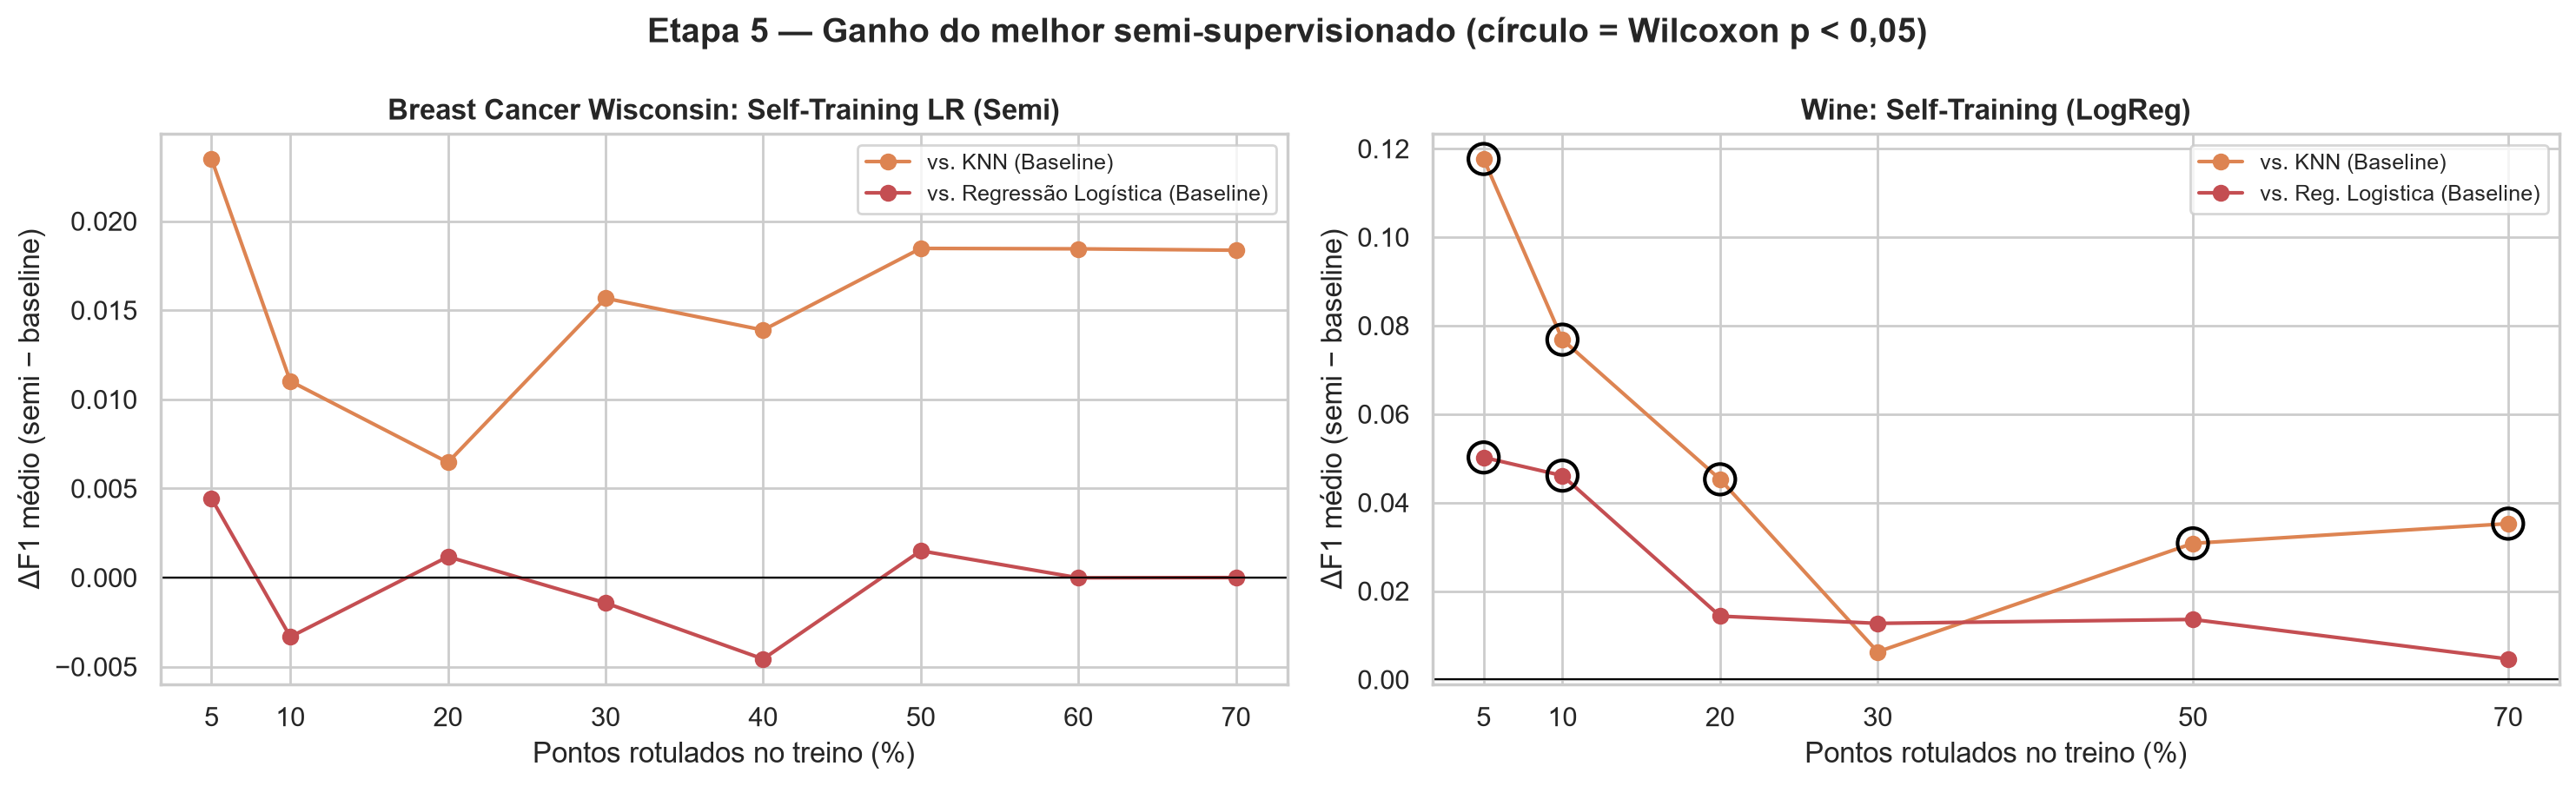 Etapa 5 — Ganho do melhor semi-supervisionado (círculo = Wilcoxon p < 0,05)
Breast Cancer Wisconsin: Self-Training LR (Semi)
vs. KNN (Baseline)
vs. Regressão Logística (Baseline)
ΔF1 médio (semi − baseline)
0.020
0.015
0.010
0.005
0.000
−0.005
5 10 20 30 40 50 60 70
Pontos rotulados no treino (%)
Wine: Self-Training (LogReg)
vs. KNN (Baseline)
vs. Reg. Logistica (Baseline)
ΔF1 médio (semi − baseline)
0.12
0.10
0.08
0.06
0.04
0.02
0.00
5 10 20 30 50 70
Pontos rotulados no treino (%)